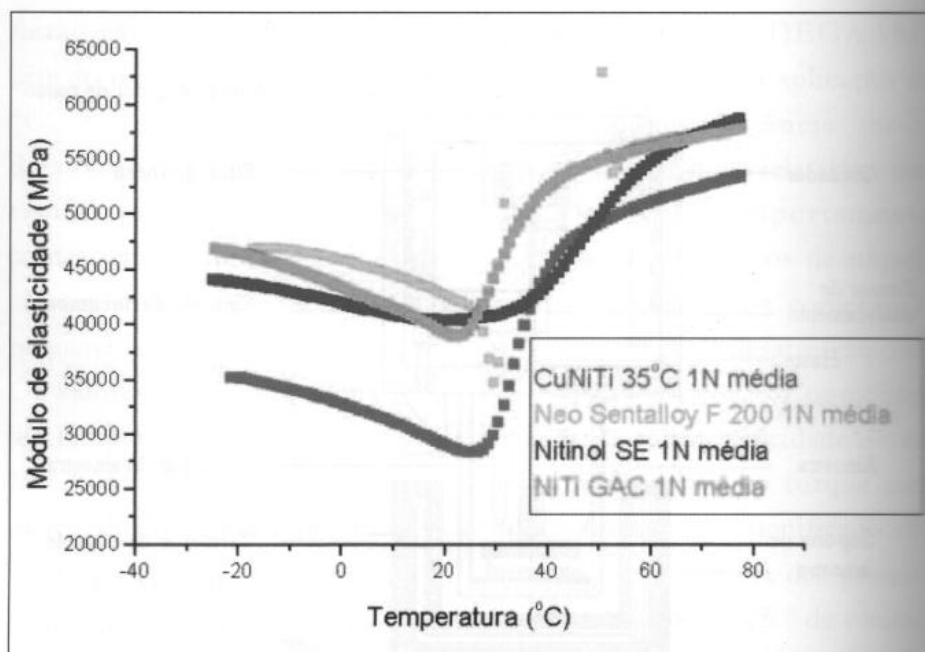 Módulo de elasticidade (MPa)
65000
60000
55000
50000
45000
40000
35000
30000
25000
20000
-40
-20
0
20
40
60
80
Temperatura (°C)
CuNiTi 35°C 1N média
Neo Sentalloy F 200 1N média
Nitinol SE 1N média
NiTi GAC 1N média